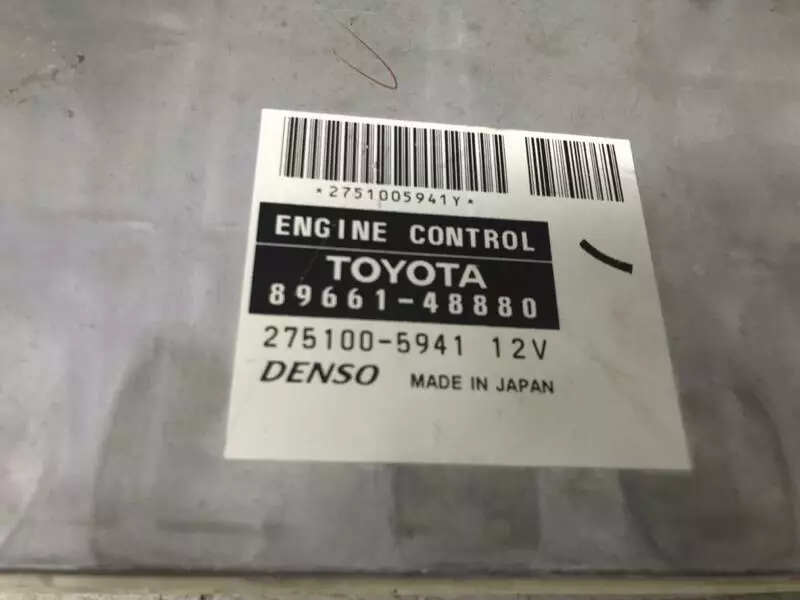 *2751005941Y*
ENGINE CONTROL
TOYOTA
89661-48880
275100-5941 12V
DENSO MADE IN JAPAN